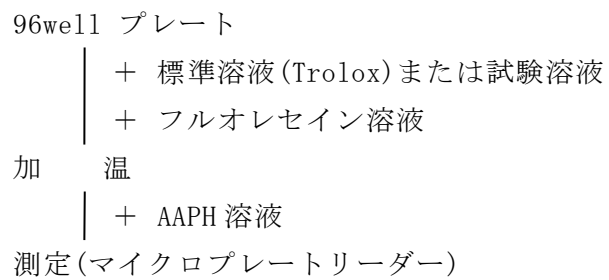 96well プレート
＋ 標準溶液(Trolox)または試験溶液
＋ フルオレセイン溶液
加　　温
＋ AAPH 溶液
測定(マイクロプレートリーダー)